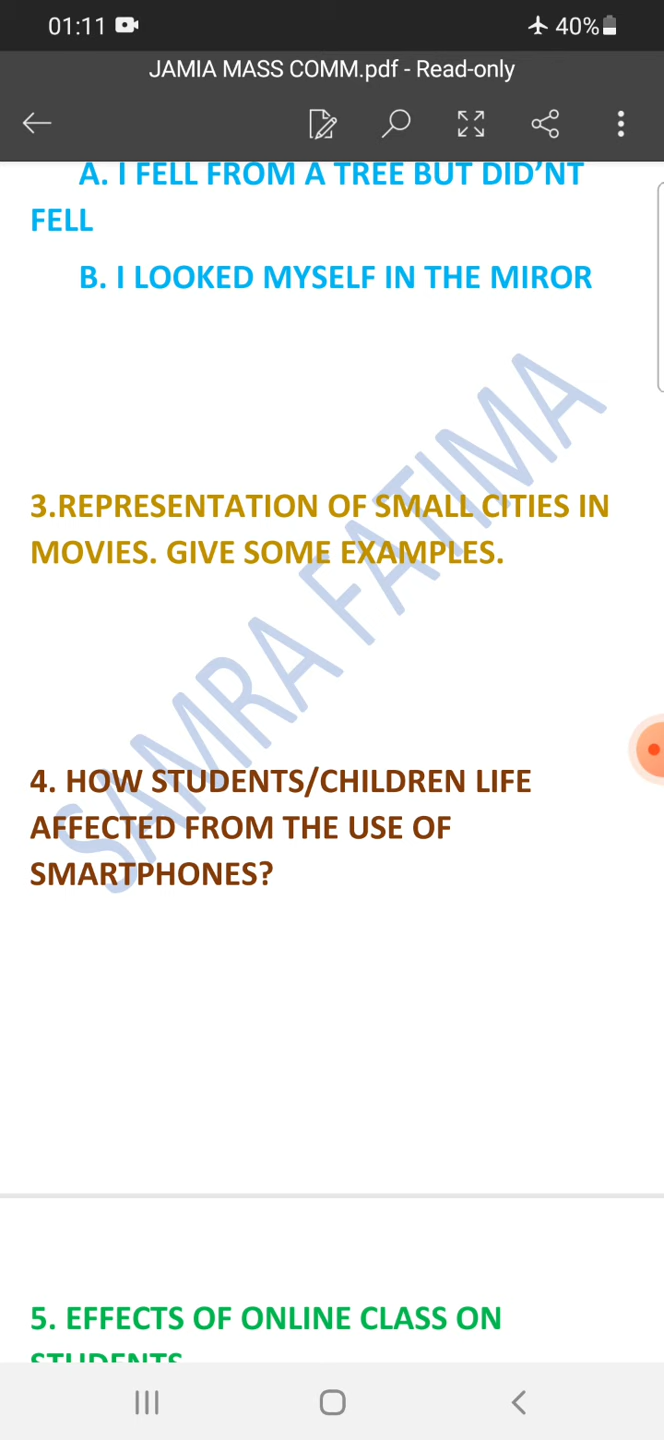 01:11 40%
JAMIA MASS COMM.pdf - Read-only
A. I FELL FROM A TREE BUT DID’NT
FELL
B. I LOOKED MYSELF IN THE MIROR
3.REPRESENTATION OF SMALL CITIES IN
MOVIES. GIVE SOME EXAMPLES.
SAMRA FATIMA
4. HOW STUDENTS/CHILDREN LIFE
AFFECTED FROM THE USE OF
SMARTPHONES?
5. EFFECTS OF ONLINE CLASS ON
STUDENTS